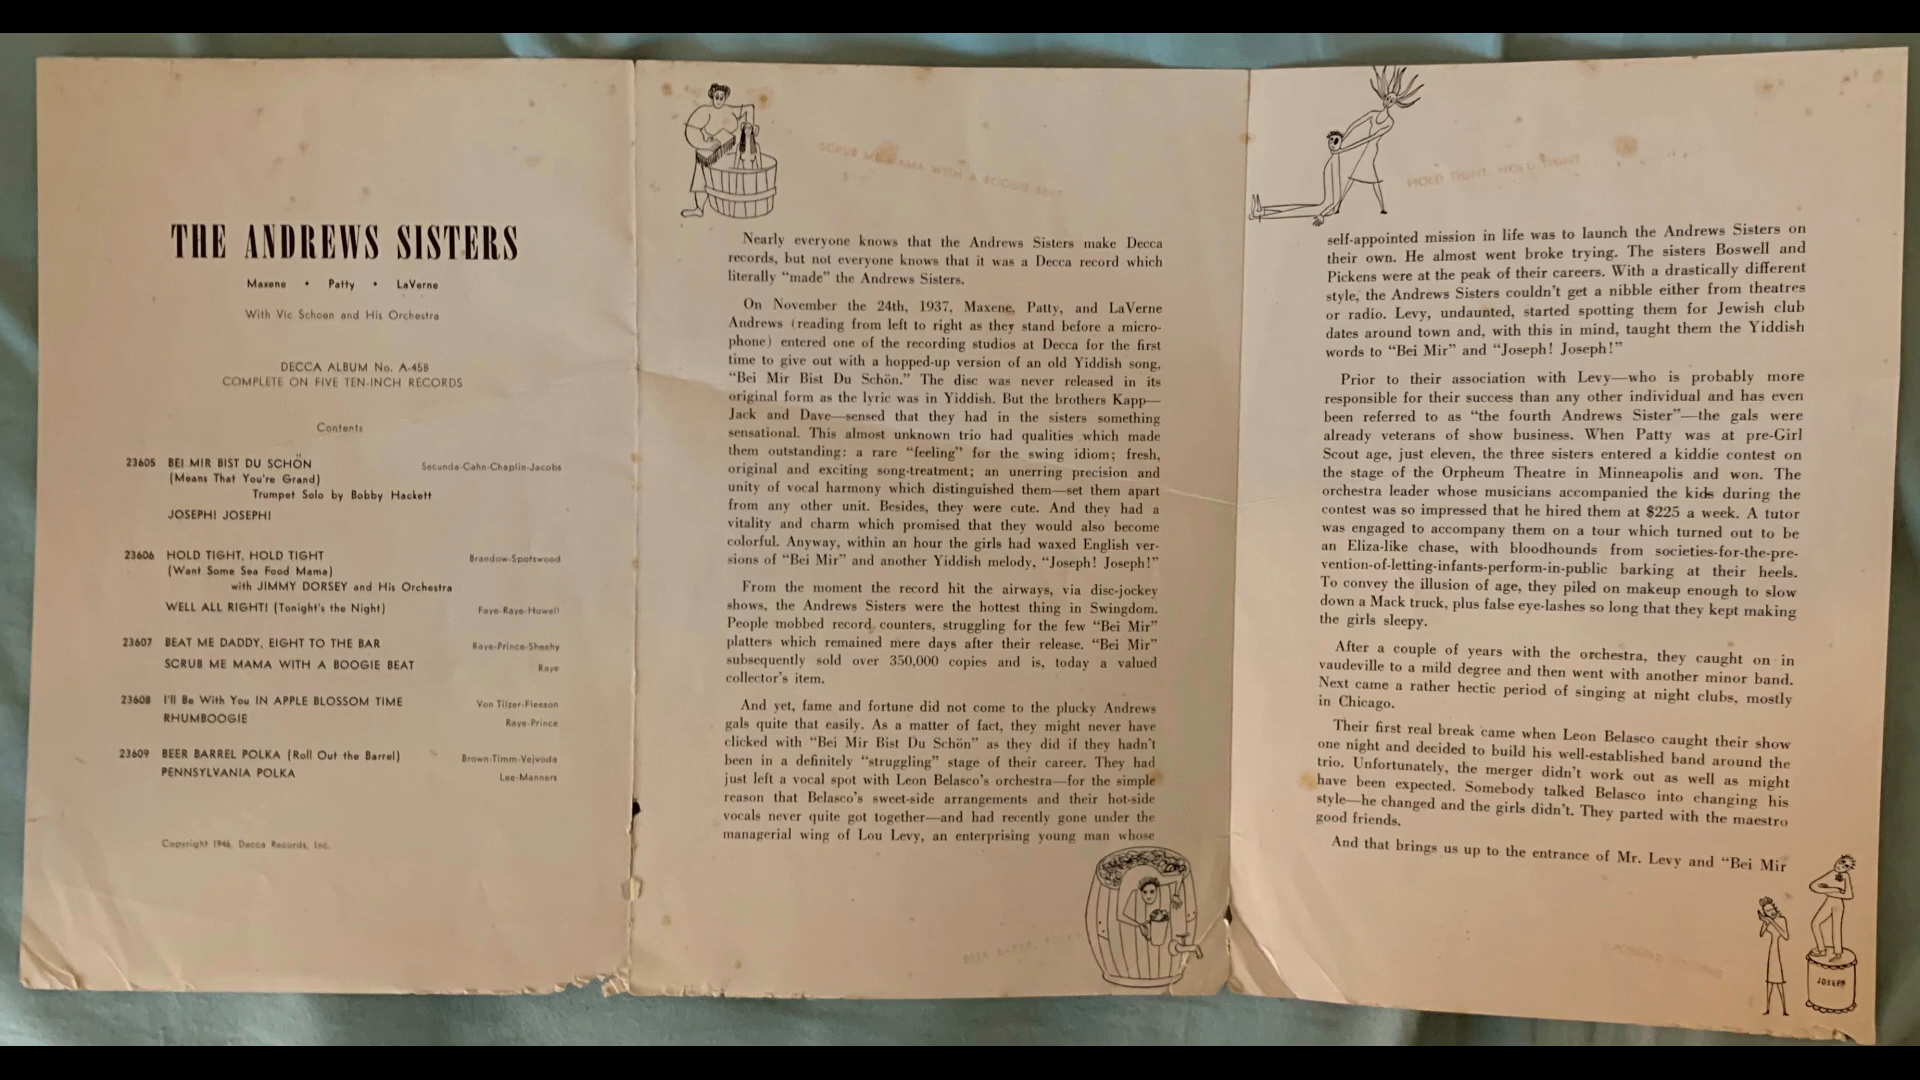 THE ANDREWS SISTERS
Maxene • Patty • LaVerne
With Vic Schoen and His Orchestra
DECCA ALBUM No. A-458
COMPLETE ON FIVE TEN-INCH RECORDS
Contents
23605 BEI MIR BIST DU SCHÖN Secunda-Cahn-Chaplin-Jacobs
(Means That You're Grand)
Trumpet Solo by Bobby Hackett
JOSEPH! JOSEPH!
23606 HOLD TIGHT, HOLD TIGHT Brandow-Spotswood
(Want Some Sea Food Mama)
with JIMMY DORSEY and His Orchestra
WELL ALL RIGHT! (Tonight's the Night) Faye-Raye-Howell
23607 BEAT ME DADDY, EIGHT TO THE BAR Raye-Prince-Sheehy
SCRUB ME MAMA WITH A BOOGIE BEAT Raye
23608 I'll Be With You IN APPLE BLOSSOM TIME Von Tilzer-Fleeson
RHUMBOOGIE Raye-Prince
23609 BEER BARREL POLKA (Roll Out the Barrel) Brown-Timm-Vejvoda
PENNSYLVANIA POLKA Lee-Manners
Copyright 1946, Decca Records, Inc.
SCRUB ME MAMA WITH A BOOGIE BEAT
Nearly everyone knows that the Andrews Sisters make Decca
records, but not everyone knows that it was a Decca record which
literally "made" the Andrews Sisters.
On November the 24th, 1937, Maxene, Patty, and LaVerne
Andrews (reading from left to right as they stand before a micro-
phone) entered one of the recording studios at Decca for the first
time to give out with a hopped-up version of an old Yiddish song,
"Bei Mir Bist Du Schön." The disc was never released in its
original form as the lyric was in Yiddish. But the brothers Kapp—
Jack and Dave—sensed that they had in the sisters something
sensational. This almost unknown trio had qualities which made
them outstanding: a rare "feeling" for the swing idiom; fresh,
original and exciting song-treatment; an unerring precision and
unity of vocal harmony which distinguished them—set them apart
from any other unit. Besides, they were cute. And they had a
vitality and charm which promised that they would also become
colorful. Anyway, within an hour the girls had waxed English ver-
sions of "Bei Mir" and another Yiddish melody, "Joseph! Joseph!"
From the moment the record hit the airways, via disc-jockey
shows, the Andrews Sisters were the hottest thing in Swingdom.
People mobbed record counters, struggling for the few "Bei Mir"
platters which remained mere days after their release. "Bei Mir"
subsequently sold over 350,000 copies and is, today a valued
collector's item.
And yet, fame and fortune did not come to the plucky Andrews
gals quite that easily. As a matter of fact, they might never have
clicked with "Bei Mir Bist Du Schön" as they did if they hadn't
been in a definitely "struggling" stage of their career. They had
just left a vocal spot with Leon Belasco's orchestra—for the simple
reason that Belasco's sweet-side arrangements and their hot-side
vocals never quite got together—and had recently gone under the
managerial wing of Lou Levy, an enterprising young man whose
HOLD TIGHT, HOLD TIGHT
self-appointed mission in life was to launch the Andrews Sisters on
their own. He almost went broke trying. The sisters Boswell and
Pickens were at the peak of their careers. With a drastically different
style, the Andrews Sisters couldn't get a nibble either from theatres
or radio. Levy, undaunted, started spotting them for Jewish club
dates around town and, with this in mind, taught them the Yiddish
words to "Bei Mir" and "Joseph! Joseph!"
Prior to their association with Levy—who is probably more
responsible for their success than any other individual and has even
been referred to as "the fourth Andrews Sister"—the gals were
already veterans of show business. When Patty was at pre-Girl
Scout age, just eleven, the three sisters entered a kiddie contest on
the stage of the Orpheum Theatre in Minneapolis and won. The
orchestra leader whose musicians accompanied the kids during the
contest was so impressed that he hired them at $225 a week. A tutor
was engaged to accompany them on a tour which turned out to be
an Eliza-like chase, with bloodhounds from societies-for-the-pre-
vention-of-letting-infants-perform-in-public barking at their heels.
To convey the illusion of age, they piled on makeup enough to slow
down a Mack truck, plus false eye-lashes so long that they kept making
the girls sleepy.
After a couple of years with the orchestra, they caught on in
vaudeville to a mild degree and then went with another minor band.
Next came a rather hectic period of singing at night clubs, mostly
in Chicago.
Their first real break came when Leon Belasco caught their show
one night and decided to build his well-established band around the
trio. Unfortunately, the merger didn't work out as well as might
have been expected. Somebody talked Belasco into changing his
style—he changed and the girls didn't. They parted with the maestro
good friends.
And that brings us up to the entrance of Mr. Levy and "Bei Mir
JOSEPH